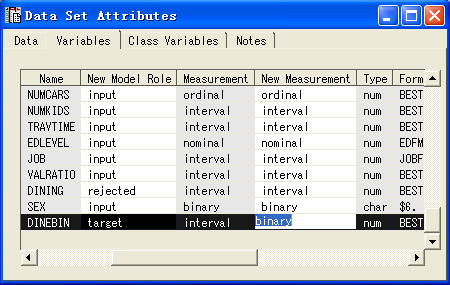 Data Set Attributes
Data Variables Class Variables Notes
Name New Model Role Measurement New Measurement Type Form
NUMCARS input ordinal ordinal num BEST
NUMKIDS input interval interval num BEST
TRAVTIME input interval interval num BEST
EDLEVEL input nominal nominal num EDFM
JOB input interval interval num JOBF
VALRATIO input interval interval num BEST
DINING rejected interval interval num BEST
SEX input binary binary char $6.
DINEBIN target interval binary num BEST